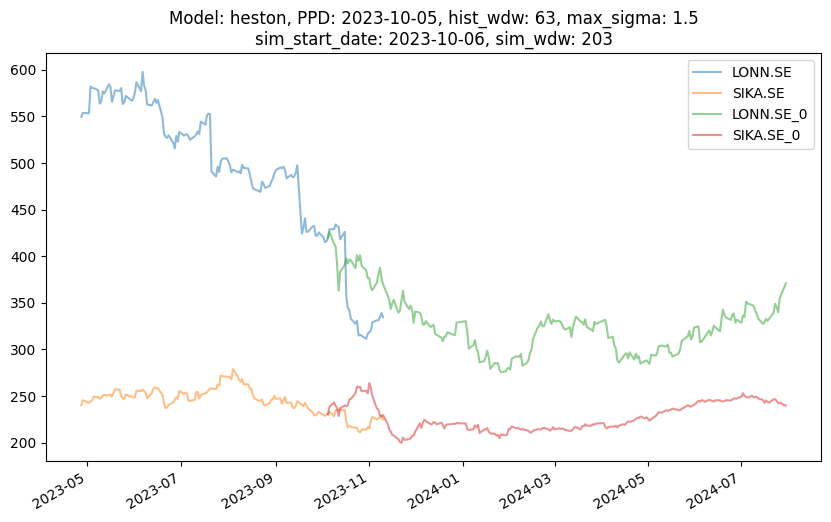 Model: heston, PPD: 2023-10-05, hist_wdw: 63, max_sigma: 1.5
sim_start_date: 2023-10-06, sim_wdw: 203
LONN.SE
SIKA.SE
LONN.SE_0
SIKA.SE_0
600
550
500
450
400
350
300
250
200
2023-05
2023-07
2023-09
2023-11
2024-01
2024-03
2024-05
2024-07